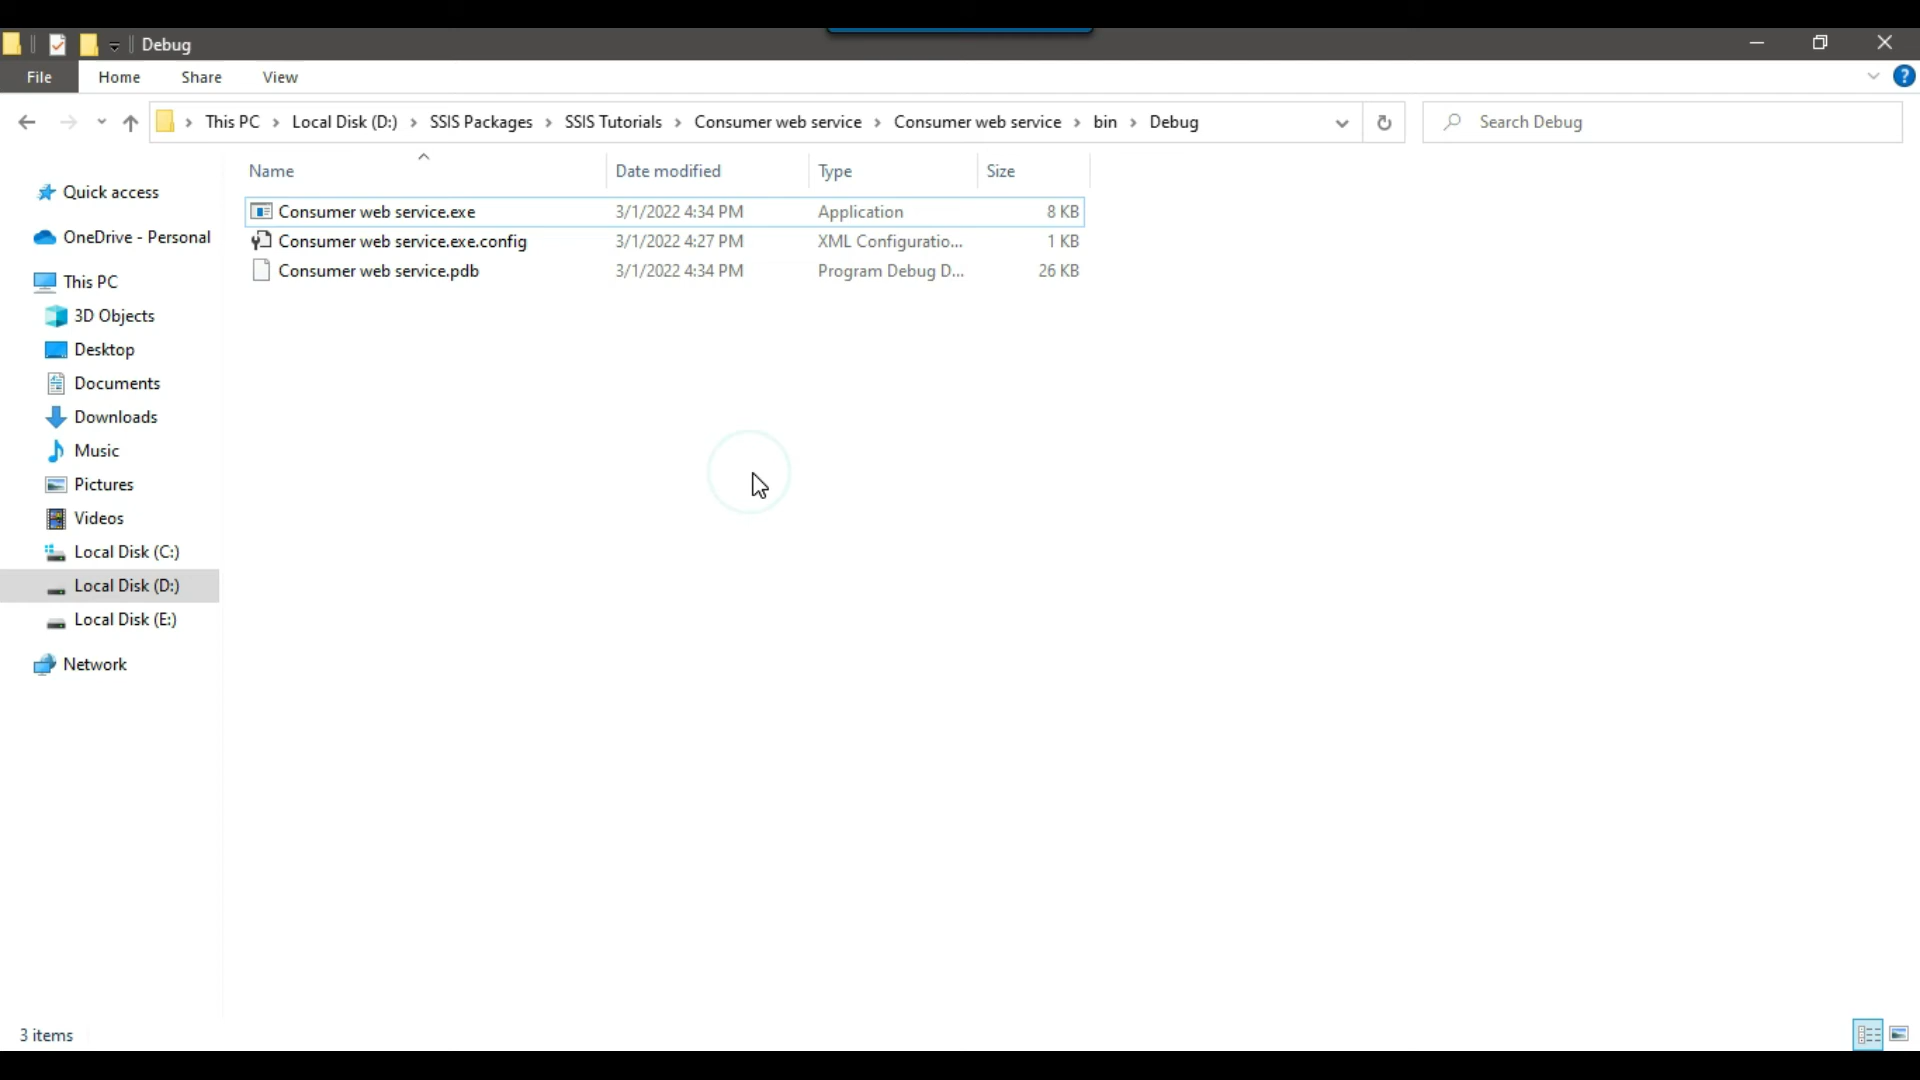 Debug
File Home Share View ?
This PC Local Disk (D:) SSIS Packages SSIS Tutorials Consumer web service Consumer web service bin Debug Search Debug
Name Date modified Type Size
Quick access
OneDrive - Personal
This PC
3D Objects
Desktop
Documents
Downloads
Music
Pictures
Videos
Local Disk (C:)
Local Disk (D:)
Local Disk (E:)
Network
Consumer web service.exe 3/1/2022 4:34 PM Application 8 KB
Consumer web service.exe.config 3/1/2022 4:27 PM XML Configuratio... 1 KB
Consumer web service.pdb 3/1/2022 4:34 PM Program Debug D... 26 KB
3 items